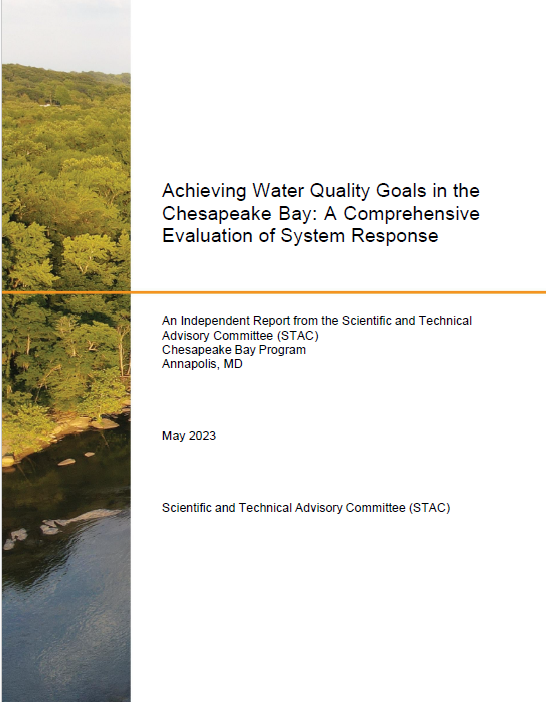 Achieving Water Quality Goals in the
Chesapeake Bay: A Comprehensive
Evaluation of System Response
An Independent Report from the Scientific and Technical
Advisory Committee (STAC)
Chesapeake Bay Program
Annapolis, MD
May 2023
Scientific and Technical Advisory Committee (STAC)